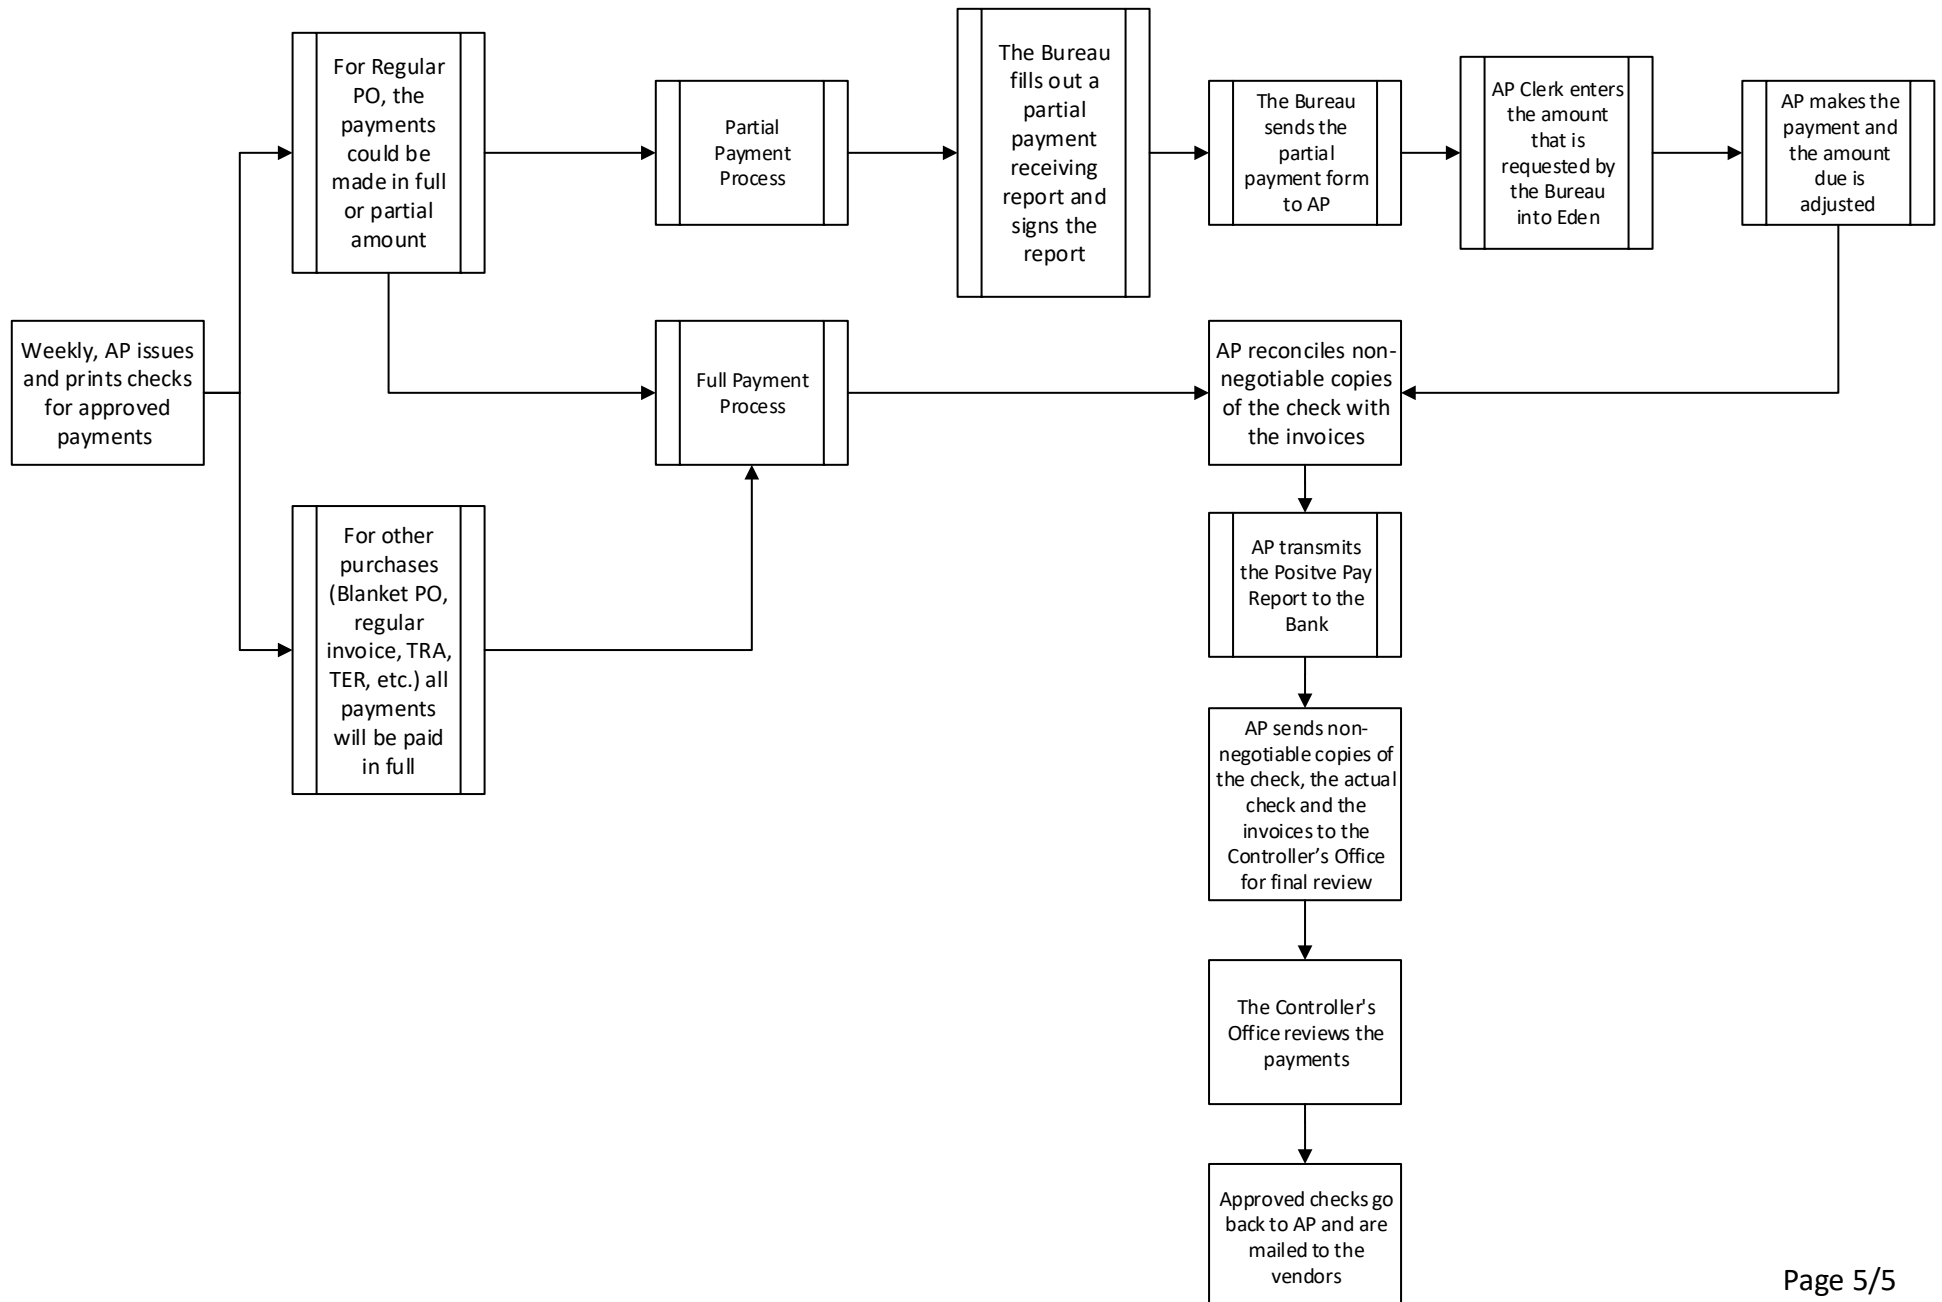 For Regular
PO, the
payments
could be
made in full
or partial
amount
Partial
Payment
Process
The Bureau
fills out a
partial
payment
receiving
report and
signs the
report
The Bureau
sends the
partial
payment form
to AP
AP Clerk enters
the amount
that is
requested by
the Bureau
into Eden
AP makes the
payment and
the amount
due is
adjusted
Weekly, AP issues
and prints checks
for approved
payments
Full Payment
Process
AP reconciles non-
negotiable copies
of the check with
the invoices
For other
purchases
(Blanket PO,
regular
invoice, TRA,
TER, etc.) all
payments
will be paid
in full
AP transmits
the Positve Pay
Report to the
Bank
AP sends non-
negotiable copies of
the check, the actual
check and the
invoices to the
Controller’s Office
for final review
The Controller's
Office reviews the
payments
Approved checks go
back to AP and are
mailed to the
vendors
Page 5/5